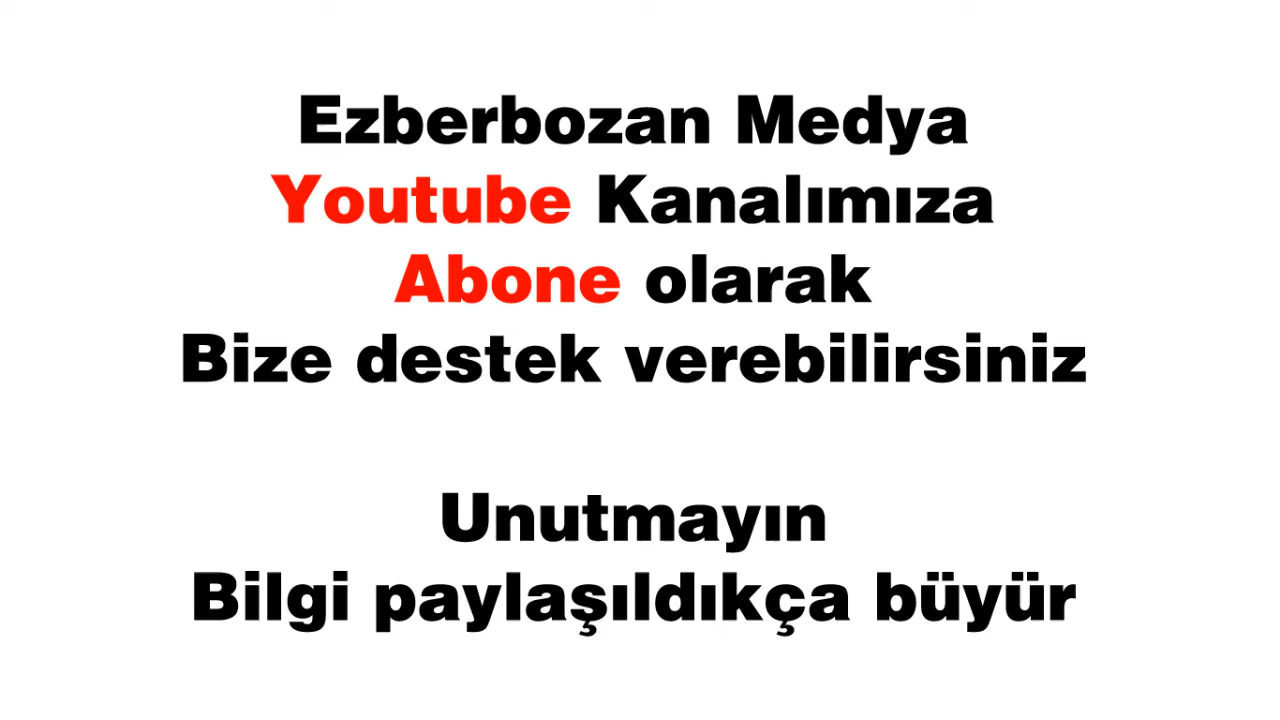 Ezberbozan Medya
Youtube Kanalımıza
Abone olarak
Bize destek verebilirsiniz
Unutmayın
Bilgi paylaşıldıkça büyür